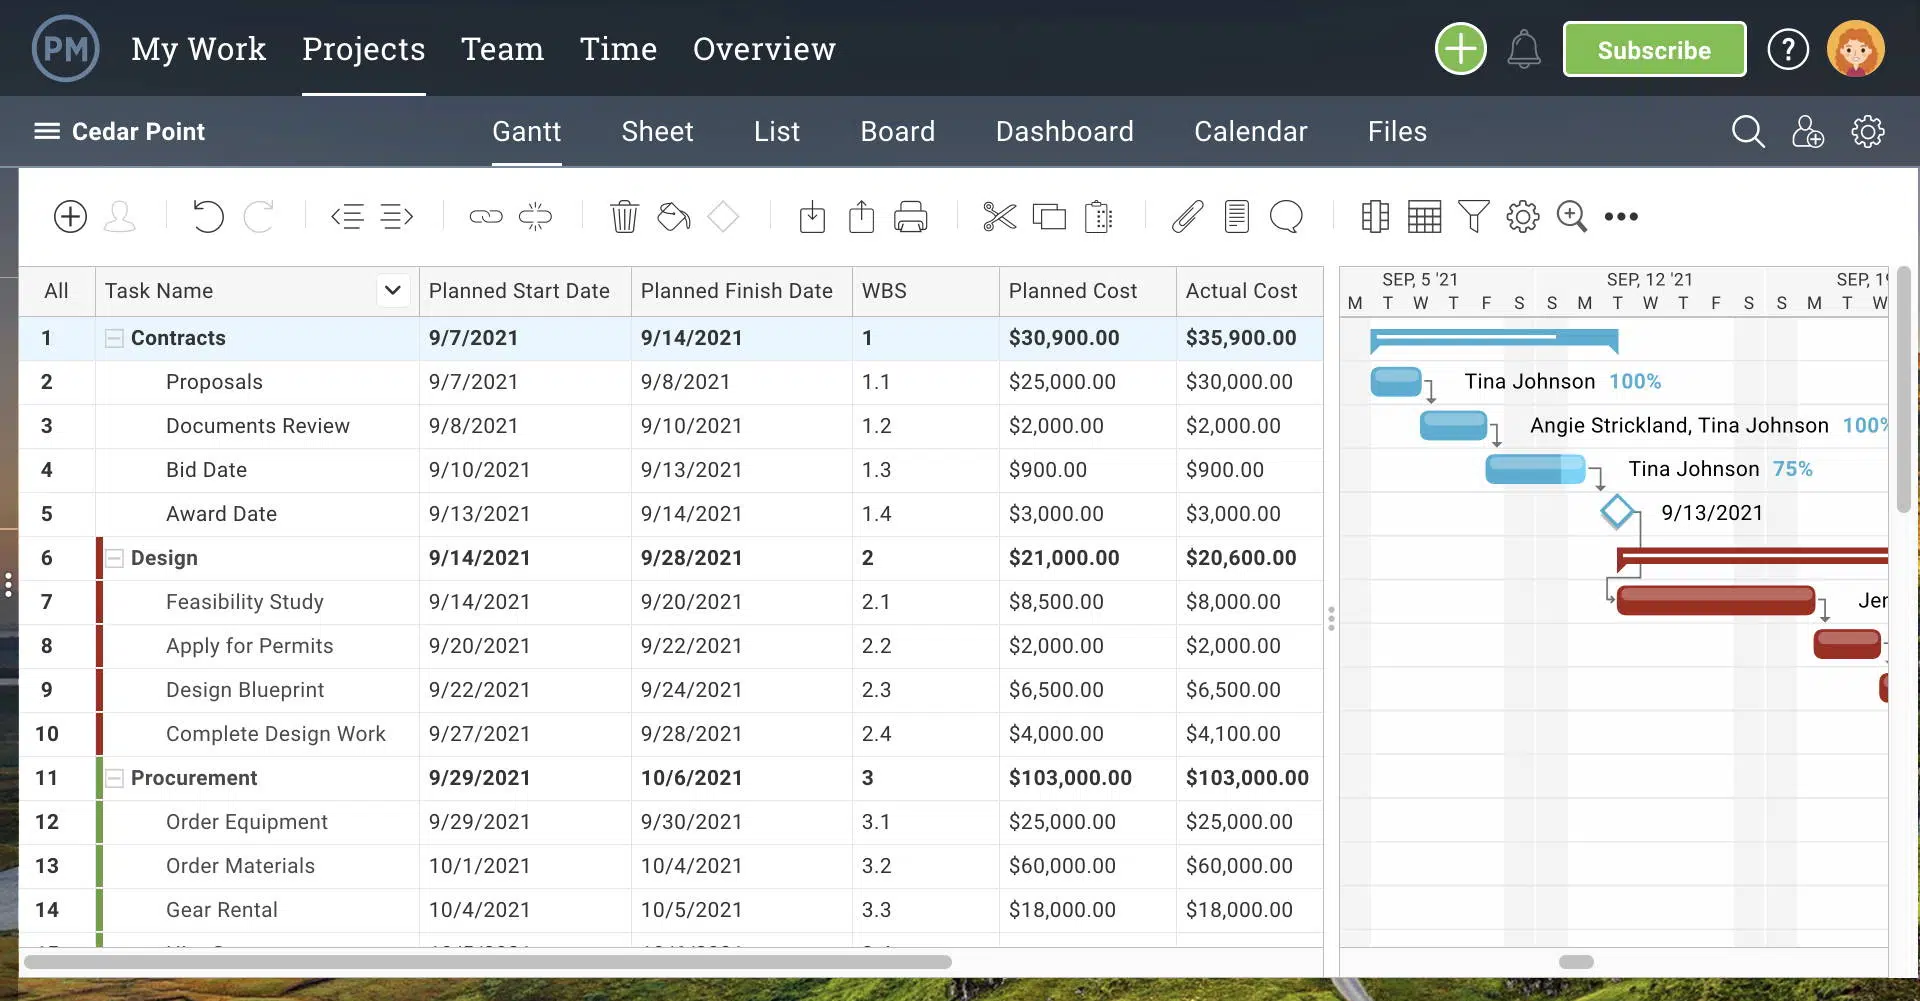 PM My Work Projects Team Time Overview Subscribe ?
Cedar Point Gantt Sheet List Board Dashboard Calendar Files
All Task Name Planned Start Date Planned Finish Date WBS Planned Cost Actual Cost
SEP, 5 '21 SEP, 12 '21 SEP,
M T W T F S S M T W T F S S M T W
1 Contracts 9/7/2021 9/14/2021 1 $30,900.00 $35,900.00
2 Proposals 9/7/2021 9/8/2021 1.1 $25,000.00 $30,000.00 Tina Johnson 100%
3 Documents Review 9/8/2021 9/10/2021 1.2 $2,000.00 $2,000.00 Angie Strickland, Tina Johnson 100%
4 Bid Date 9/10/2021 9/13/2021 1.3 $900.00 $900.00 Tina Johnson 75%
5 Award Date 9/13/2021 9/14/2021 1.4 $3,000.00 $3,000.00 9/13/2021
6 Design 9/14/2021 9/28/2021 2 $21,000.00 $20,600.00
7 Feasibility Study 9/14/2021 9/20/2021 2.1 $8,500.00 $8,000.00 Jer
8 Apply for Permits 9/20/2021 9/22/2021 2.2 $2,000.00 $2,000.00
9 Design Blueprint 9/22/2021 9/24/2021 2.3 $6,500.00 $6,500.00
10 Complete Design Work 9/27/2021 9/28/2021 2.4 $4,000.00 $4,100.00
11 Procurement 9/29/2021 10/6/2021 3 $103,000.00 $103,000.00
12 Order Equipment 9/29/2021 9/30/2021 3.1 $25,000.00 $25,000.00
13 Order Materials 10/1/2021 10/4/2021 3.2 $60,000.00 $60,000.00
14 Gear Rental 10/4/2021 10/5/2021 3.3 $18,000.00 $18,000.00